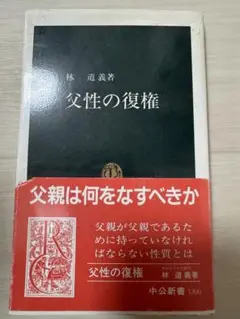 林 道義著
父性の復権
父親は何をなすべきか
父親が父親であるた
めに持っていなけれ
ばならない性質とは
父性の復権
林 道義著
中公新書